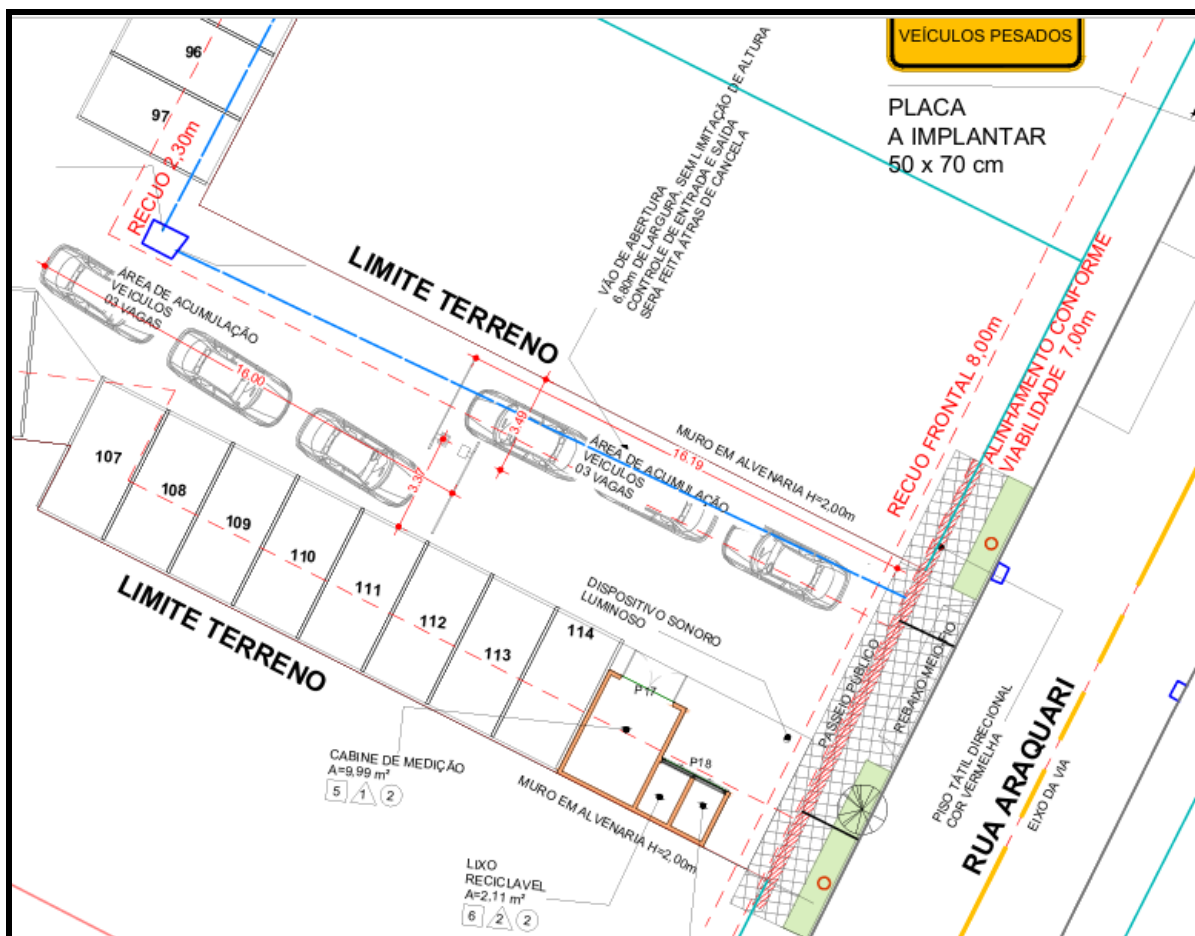 VEÍCULOS PESADOS
PLACA
A IMPLANTAR
50 x 70 cm
96
97
RECUO 2,30m
LIMITE TERRENO
VÃO DE ABERTURA
6,80m DE LARGURA, SEM LIMITAÇÃO DE ALTURA
CONTROLE DE ENTRADA E SAÍDA
SERÁ FEITA ATRAS DE CANCELA
RECUO FRONTAL 8,00m
ALINHAMENTO CONFORME
VIABILIDADE 7,00m
ÁREA DE ACUMULAÇÃO
VEICULOS
03 VAGAS
16,00
3,49
3,37
MURO EM ALVENARIA H=2,00m
16,19
ÁREA DE ACUMULAÇÃO
VEICULOS
03 VAGAS
107
108
109
110
111
112
113
114
LIMITE TERRENO
DISPOSITIVO SONORO
LUMINOSO
P17
P18
CABINE DE MEDIÇÃO
A=9,99 m²
5 1 2
MURO EM ALVENARIA H=2,00m
LIXO
RECICLAVEL
A=2,11 m²
6 2 2
PASSEIO PÚBLICO
REBAIXO MEIO-FIO
PISO TÁTIL DIRECIONAL
COR VERMELHA
RUA ARAQUARI
EIXO DA VIA